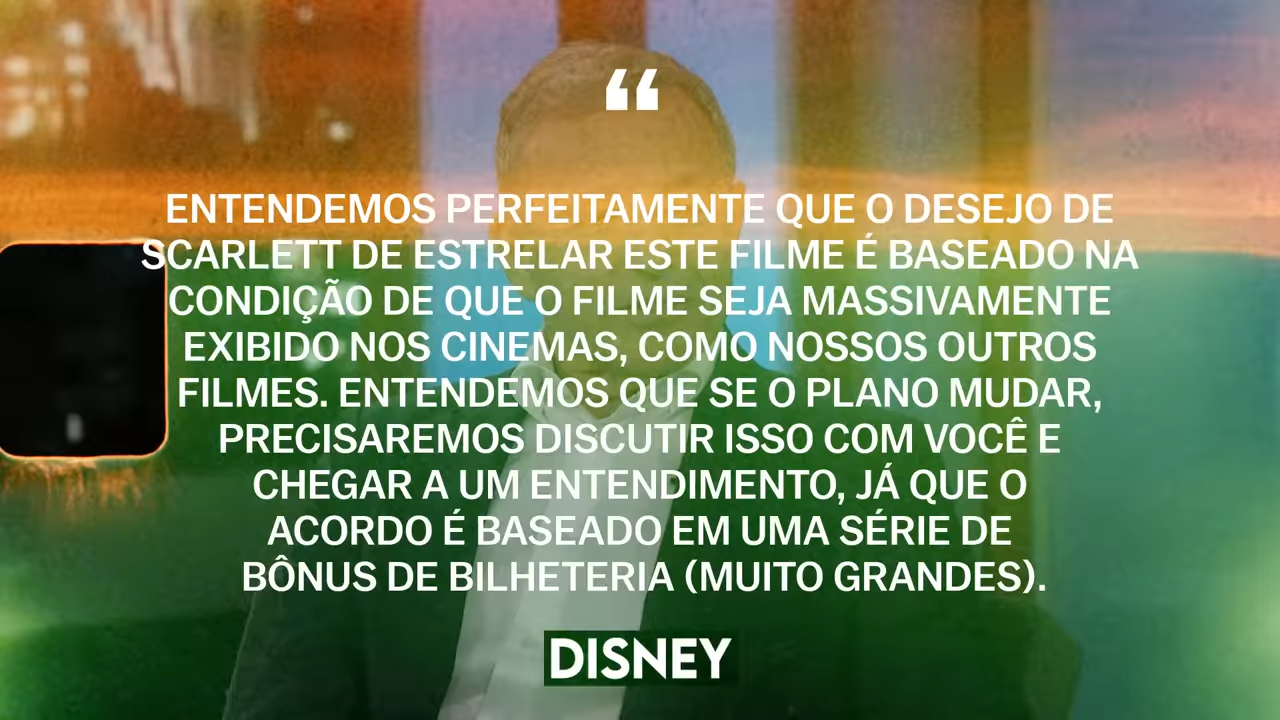 “
ENTENDEMOS PERFEITAMENTE QUE O DESEJO DE
SCARLETT DE ESTRELAR ESTE FILME É BASEADO NA
CONDIÇÃO DE QUE O FILME SEJA MASSIVAMENTE
EXIBIDO NOS CINEMAS, COMO NOSSOS OUTROS
FILMES. ENTENDEMOS QUE SE O PLANO MUDAR,
PRECISAREMOS DISCUTIR ISSO COM VOCÊ E
CHEGAR A UM ENTENDIMENTO, JÁ QUE O
ACORDO É BASEADO EM UMA SÉRIE DE
BÔNUS DE BILHETERIA (MUITO GRANDES).
DISNEY